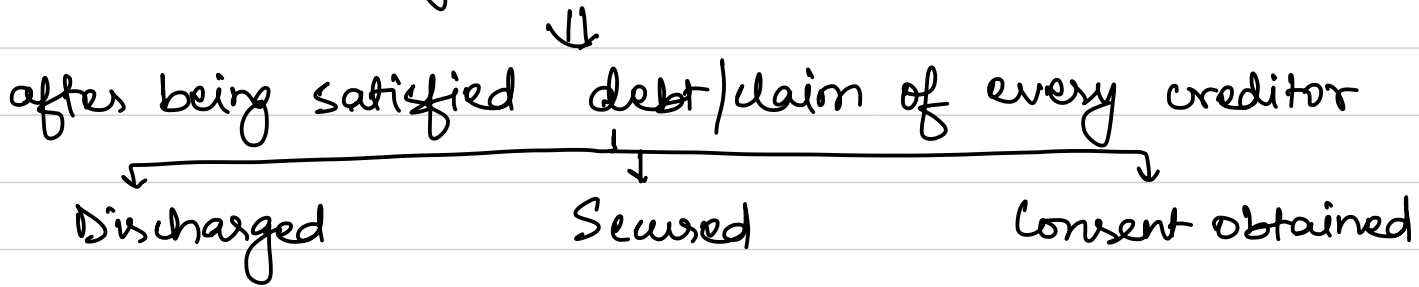 after being satisfied debt/claim of every creditor
Discharged Secured Consent obtained